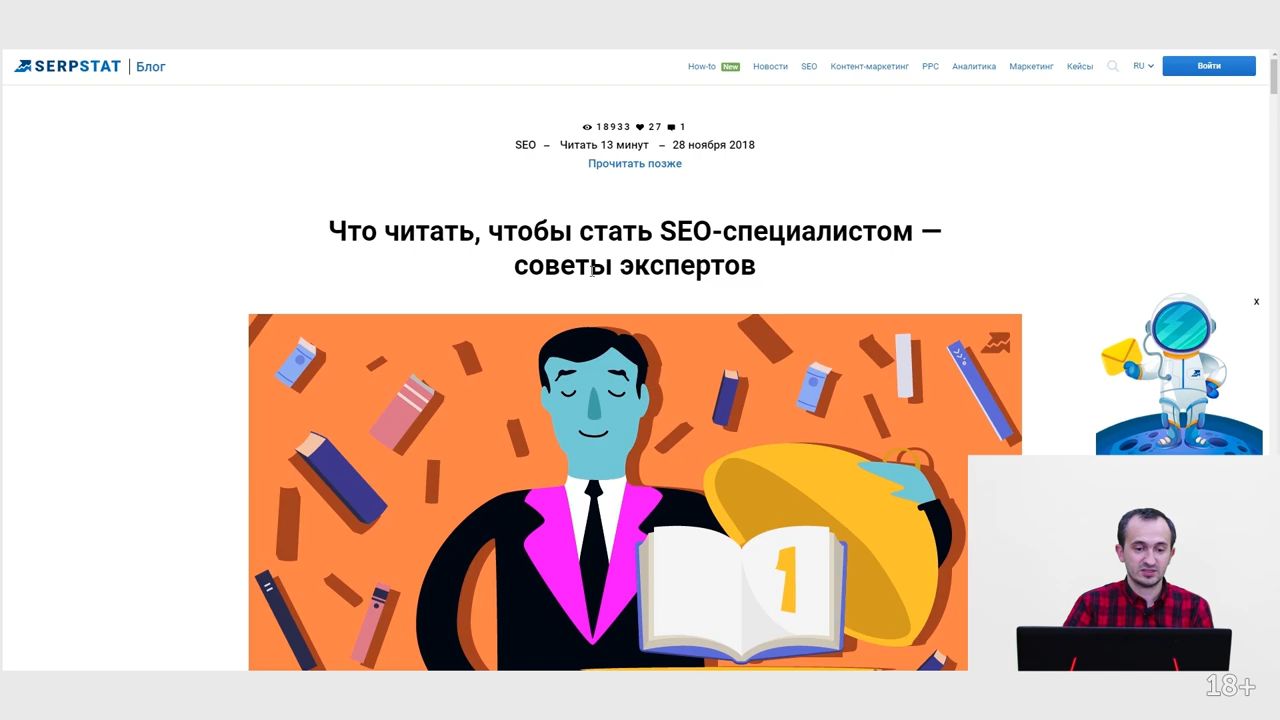 SERPSTAT | Блог
How-to New Новости SEO Контент-маркетинг PPC Аналитика Маркетинг Кейсы RU Войти
18933 27 1
SEO – Читать 13 минут – 28 ноября 2018
Прочитать позже
Что читать, чтобы стать SEO-специалистом —
советы экспертов
x
1
18+